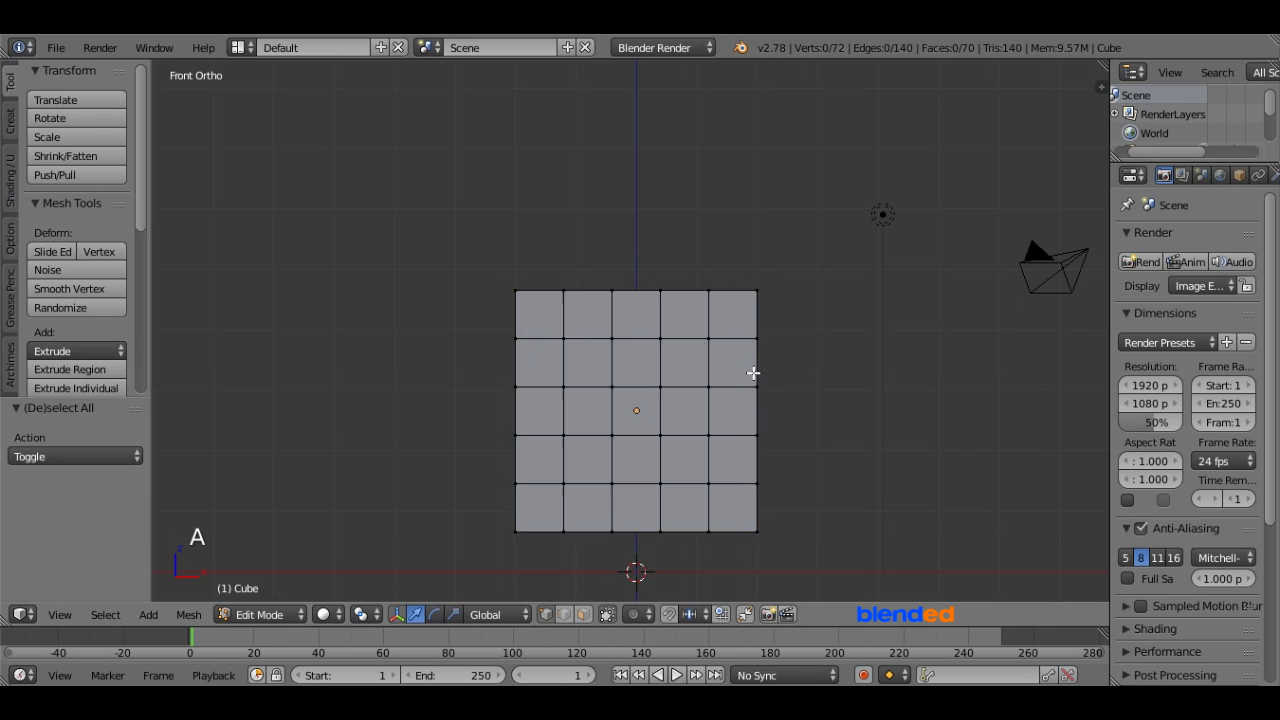 File Render Window Help Default Scene Blender Render v2.78 | Verts:0/72 | Edges:0/140 | Faces:0/70 | Tris:140 | Mem:9.57M | Cube
Tool
Creat
Shading / U
Option
Grease Penc
Archimes
Transform
Translate
Rotate
Scale
Shrink/Fatten
Push/Pull
Mesh Tools
Deform:
Slide Ed Vertex
Noise
Smooth Vertex
Randomize
Add:
Extrude
Extrude Region
Extrude Individual
(De)select All
Action
Toggle
Front Ortho
A
z
x
(1) Cube
View Search All Sc
Scene
RenderLayers
World
Scene
Render
Rend Anim Audio
Display Image E...
Dimensions
Render Presets
Resolution: Frame Ra...
1920 p Start: 1
1080 p En:250
50% Fram:1
Aspect Rat Frame Rate:
: 1.000 24 fps
: 1.000 Time Rem...
1
Anti-Aliasing
5 8 11 16 Mitchell-
Full Sa 1.000 p
Sampled Motion Blur
Shading
Performance
Post Processing
View Select Add Mesh Edit Mode Global blended
-40 -20 0 20 40 60 80 100 120 140 160 180 200 220 240 260 280
View Marker Frame Playback Start: 1 End: 250 1 No Sync